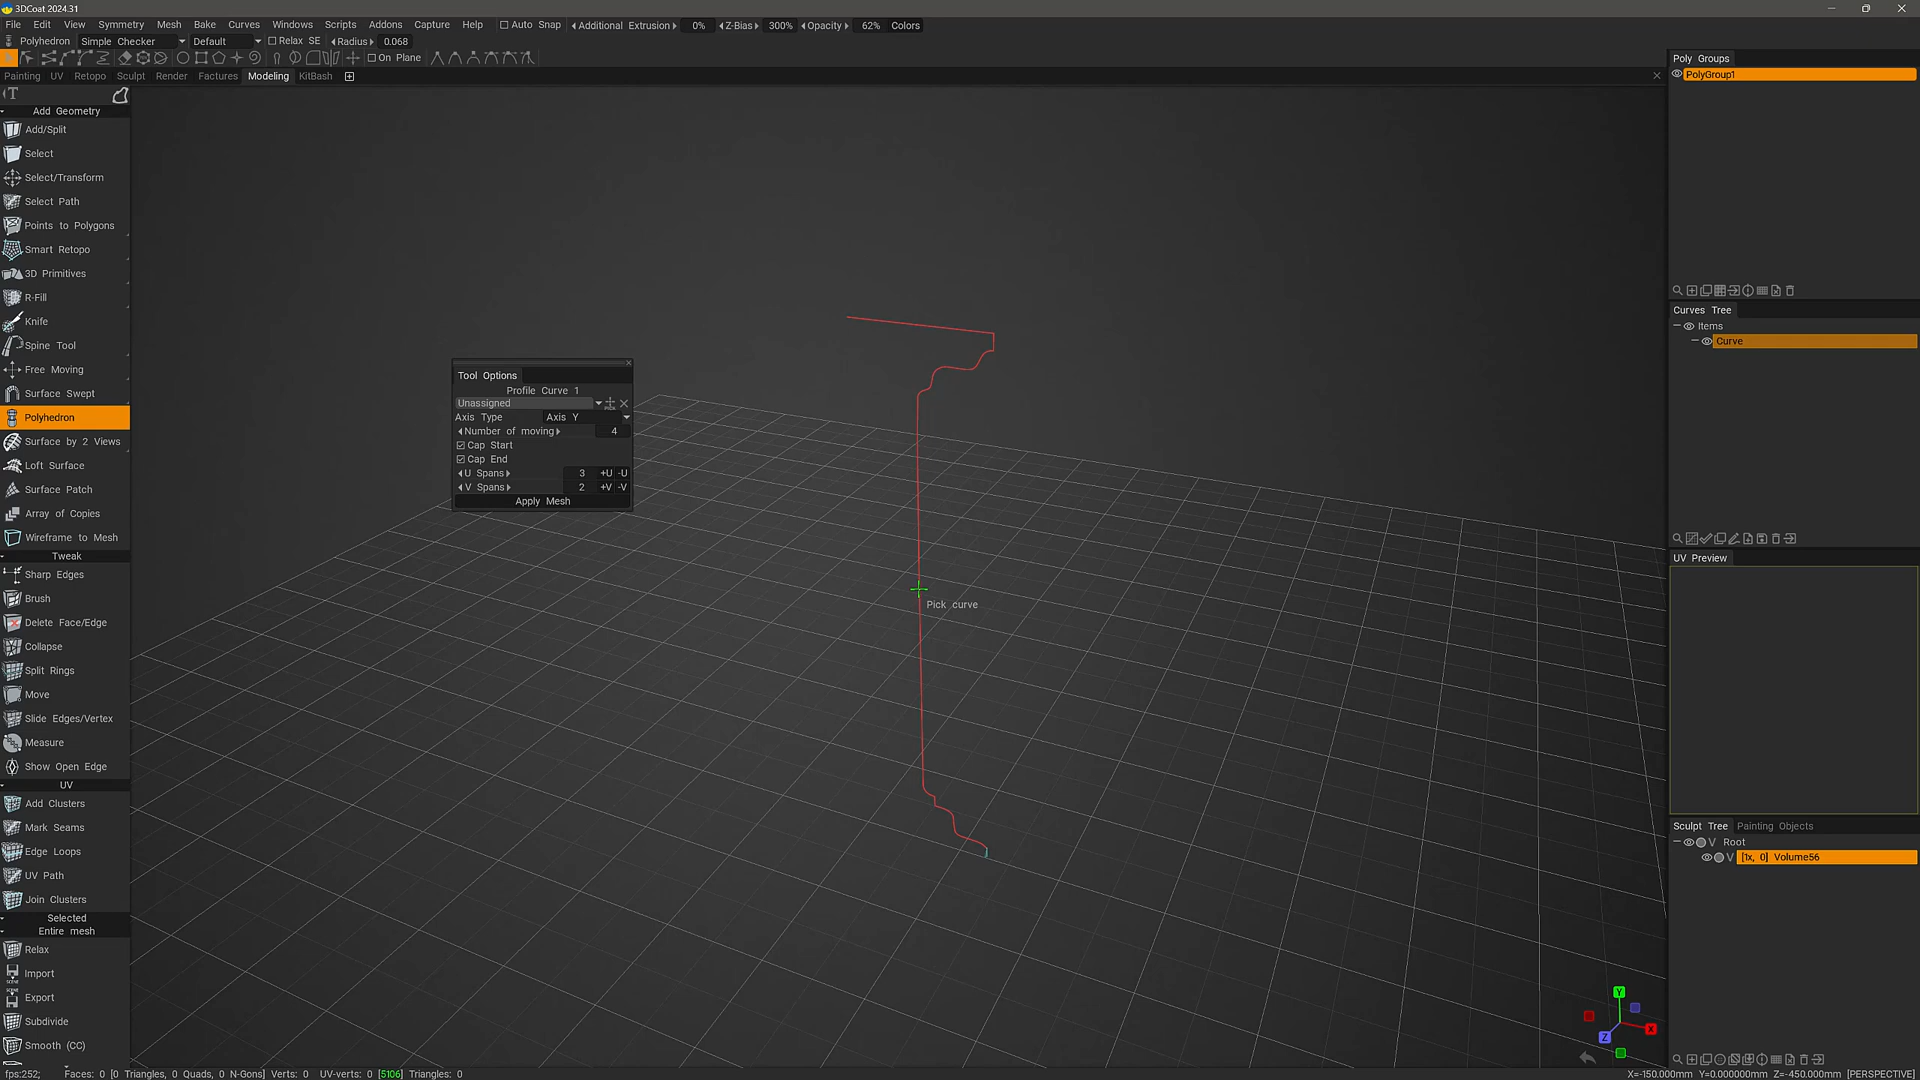 3DCoat 2024.31
File Edit View Symmetry Mesh Bake Curves Windows Scripts Addons Capture Help Auto Snap Additional Extrusion 0% Z-Bias 300% Opacity 62% Colors
Polyhedron Simple Checker Default Relax SE Radius 0.068
On Plane
Painting UV Retopo Sculpt Render Factures Modeling KitBash
T
Add Geometry
Add/Split
Select
Select/Transform
Select Path
Points to Polygons
Smart Retopo
3D Primitives
R-Fill
Knife
Spine Tool
Free Moving
Surface Swept
Polyhedron
Surface by 2 Views
Loft Surface
Surface Patch
Array of Copies
Wireframe to Mesh
Tweak
Sharp Edges
Brush
Delete Face/Edge
Collapse
Split Rings
Move
Slide Edges/Vertex
Measure
Show Open Edge
UV
Add Clusters
Mark Seams
Edge Loops
UV Path
Join Clusters
Selected
Entire mesh
Relax
Import
Export
Subdivide
Smooth (CC)
Tool Options
Profile Curve 1
Unassigned
Axis Type Axis Y
Number of moving 4
Cap Start
Cap End
U Spans 3 +U -U
V Spans 2 +V -V
Apply Mesh
Pick curve
Poly Groups
PolyGroup1
Curves Tree
Items
Curve
UV Preview
Sculpt Tree Painting Objects
V Root
V [1x, 0] Volume56
Y
X
Z
fps:252; Faces: 0 [0 Triangles, 0 Quads, 0 N-Gons] Verts: 0 UV-verts: 0 [5106] Triangles: 0
X=-150.000mm Y=0.000000mm Z=-450.000mm [PERSPECTIVE]